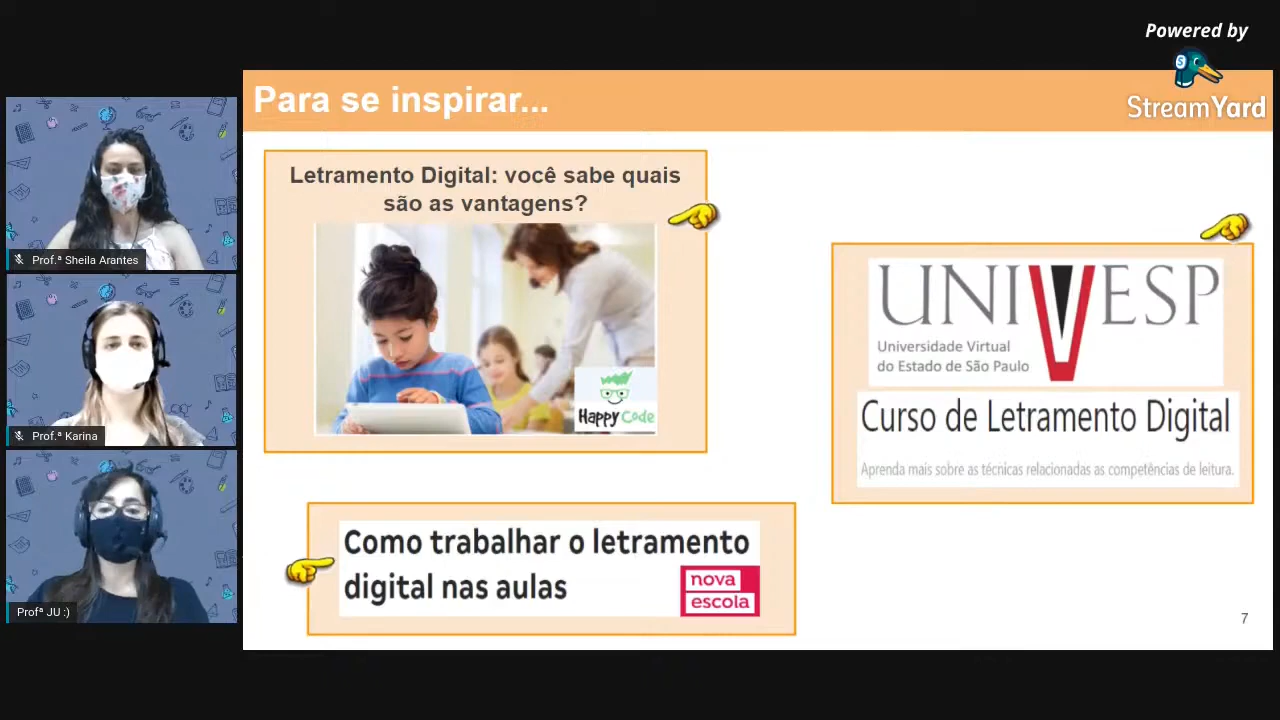 Powered by
StreamYard
Para se inspirar...
Letramento Digital: você sabe quais
são as vantagens?
Happy Code
UNIVESP
Universidade Virtual
do Estado de São Paulo
Curso de Letramento Digital
Aprenda mais sobre as técnicas relacionadas as competências de leitura.
Como trabalhar o letramento
digital nas aulas
nova
escola
7
Prof.ª Sheila Arantes
Prof.ª Karina
Profª JU :)